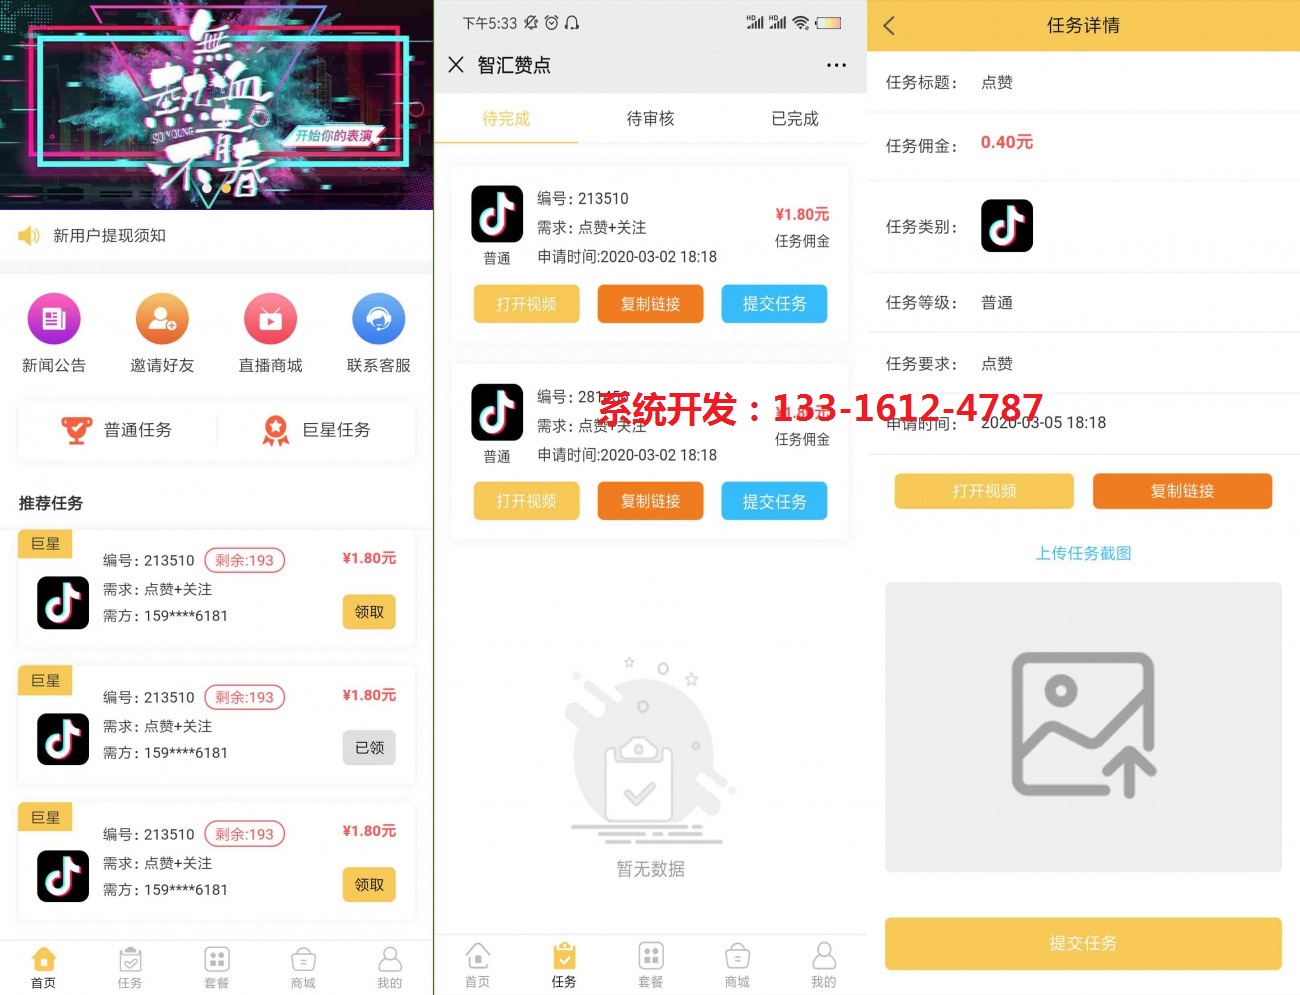 無
熱血
青春
不
SO YOUNG
开始你的表演
新用户提现须知
新闻公告
邀请好友
直播商城
联系客服
普通任务
巨星任务
推荐任务
巨星
编号: 213510
剩余:193
¥1.80元
需求: 点赞+关注
需方: 159****6181
领取
巨星
编号: 213510
剩余:193
¥1.80元
需求: 点赞+关注
需方: 159****6181
已领
巨星
编号: 213510
剩余:193
¥1.80元
需求: 点赞+关注
需方: 159****6181
领取
首页
任务
套餐
商城
我的
下午5:33
HD
HD
智汇赞点
待完成
待审核
已完成
编号: 213510
需求: 点赞+关注
申请时间:2020-03-02 18:18
普通
¥1.80元
任务佣金
打开视频
复制链接
提交任务
编号: 281456
需求: 点赞+关注
申请时间:2020-03-02 18:18
普通
¥1.80元
任务佣金
打开视频
复制链接
提交任务
系统开发：133-1612-4787
暂无数据
首页
任务
套餐
商城
我的
任务详情
任务标题: 点赞
任务佣金: 0.40元
任务类别:
任务等级: 普通
任务要求: 点赞
申请时间: 2020-03-05 18:18
打开视频
复制链接
上传任务截图
提交任务